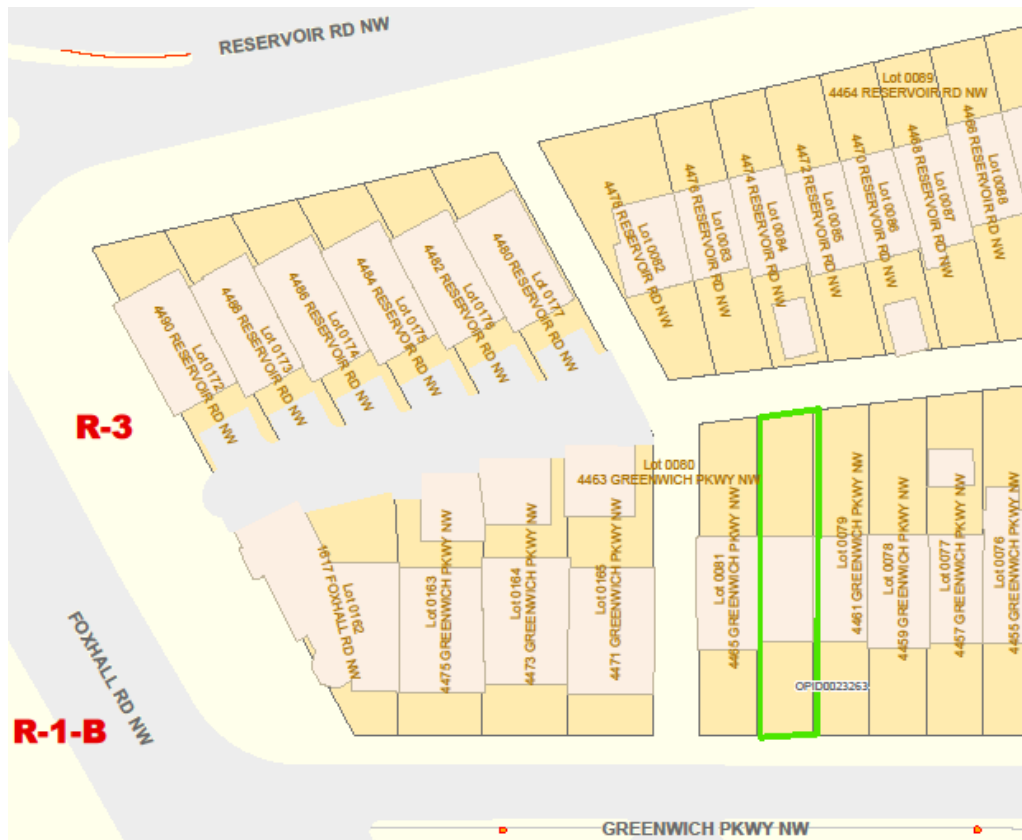 RESERVOIR RD NW
Lot 0089
4464 RESERVOIR RD NW
4466 RESERVOIR RD NW
Lot 0088
4468 RESERVOIR RD NW
Lot 0087
4470 RESERVOIR RD NW
Lot 0086
4472 RESERVOIR RD NW
Lot 0085
4474 RESERVOIR RD NW
Lot 0084
4476 RESERVOIR RD NW
Lot 0083
4478 RESERVOIR RD NW
Lot 0082
4480 RESERVOIR RD NW
Lot 0177
4482 RESERVOIR RD NW
Lot 0176
4484 RESERVOIR RD NW
Lot 0175
4486 RESERVOIR RD NW
Lot 0174
4488 RESERVOIR RD NW
Lot 0173
4490 RESERVOIR RD NW
Lot 0172
R-3
Lot 0080
4463 GREENWICH PKWY NW
1617 FOXHALL RD NW
Lot 0162
Lot 0163
4475 GREENWICH PKWY NW
Lot 0164
4473 GREENWICH PKWY NW
Lot 0165
4471 GREENWICH PKWY NW
Lot 0081
4465 GREENWICH PKWY NW
Lot 0079
4461 GREENWICH PKWY NW
Lot 0078
4459 GREENWICH PKWY NW
Lot 0077
4457 GREENWICH PKWY NW
Lot 0076
4455 GREENWICH PKWY NW
OPID0023263
FOXHALL RD NW
R-1-B
GREENWICH PKWY NW